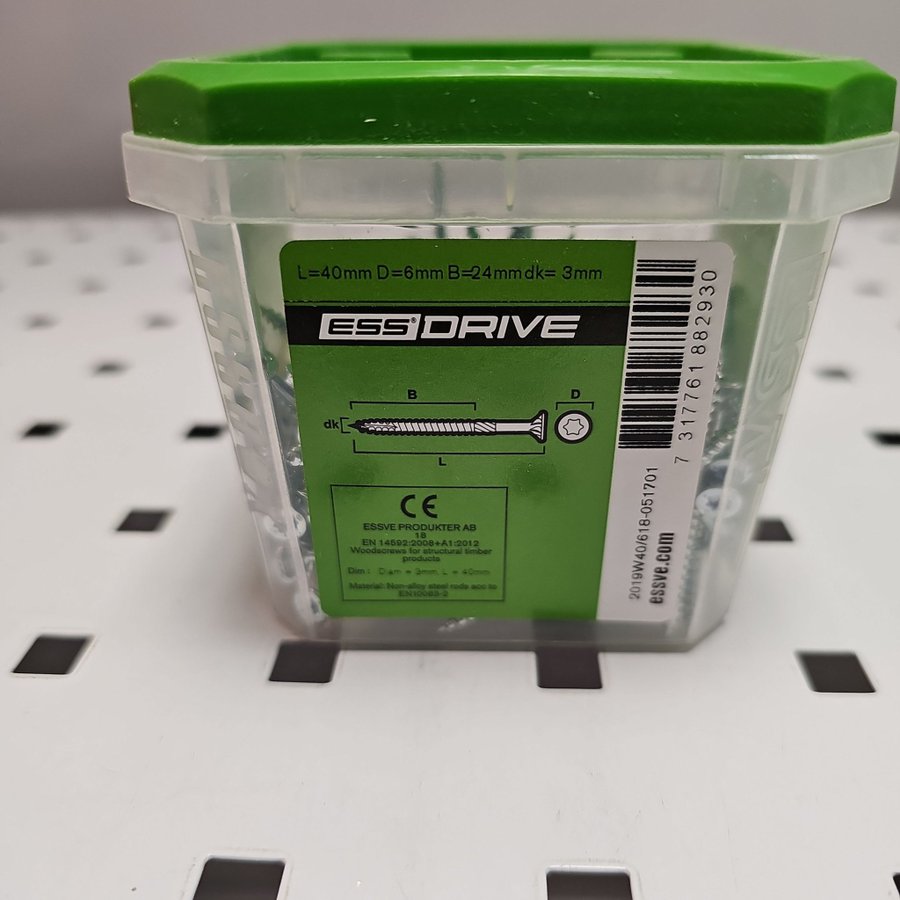 L=40mm D=6mm B=24mm dk= 3mm
ESS® DRIVE
B
D
dk
L
CE
ESSVE PRODUKTER AB
18
EN 14592:2008+A1:2012
Woodscrews for structural timber
products
Dim: Diam = 3mm, L = 40mm
Material: Non-alloy steel rods acc to
EN10083-2
7 317761 882930
2019W40/618-051701
essve.com